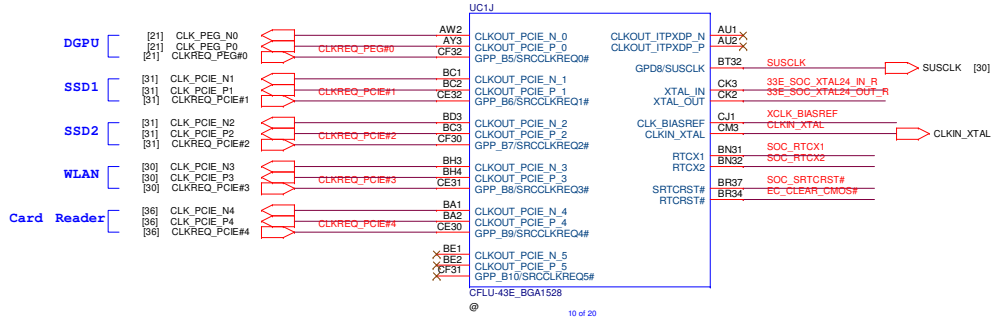 UC1J
DGPU
[21] CLK_PEG_N0
[21] CLK_PEG_P0
[21] CLKREQ_PEG#0
CLKREQ_PEG#0
AW2 CLKOUT_PCIE_N_0
AY3 CLKOUT_PCIE_P_0
CF32 GPP_B5/SRCCLKREQ0#
SSD1
[31] CLK_PCIE_N1
[31] CLK_PCIE_P1
[31] CLKREQ_PCIE#1
CLKREQ_PCIE#1
BC1 CLKOUT_PCIE_N_1
BC2 CLKOUT_PCIE_P_1
CE32 GPP_B6/SRCCLKREQ1#
SSD2
[31] CLK_PCIE_N2
[31] CLK_PCIE_P2
[31] CLKREQ_PCIE#2
CLKREQ_PCIE#2
BD3 CLKOUT_PCIE_N_2
BC3 CLKOUT_PCIE_P_2
CF30 GPP_B7/SRCCLKREQ2#
WLAN
[30] CLK_PCIE_N3
[30] CLK_PCIE_P3
[30] CLKREQ_PCIE#3
CLKREQ_PCIE#3
BH3 CLKOUT_PCIE_N_3
BH4 CLKOUT_PCIE_P_3
CE31 GPP_B8/SRCCLKREQ3#
Card Reader
[36] CLK_PCIE_N4
[36] CLK_PCIE_P4
[36] CLKREQ_PCIE#4
CLKREQ_PCIE#4
BA1 CLKOUT_PCIE_N_4
BA2 CLKOUT_PCIE_P_4
CE30 GPP_B9/SRCCLKREQ4#
BE1 CLKOUT_PCIE_N_5
BE2 CLKOUT_PCIE_P_5
CF31 GPP_B10/SRCCLKREQ5#
CLKOUT_ITPXDP_N AU1
CLKOUT_ITPXDP_P AU2
GPD8/SUSCLK BT32 SUSCLK SUSCLK [30]
XTAL_IN CK3 33E_SOC_XTAL24_IN_R
XTAL_OUT CK2 33E_SOC_XTAL24_OUT_R
CLK_BIASREF CJ1 XCLK_BIASREF
CLKIN_XTAL CM3 CLKIN_XTAL CLKIN_XTAL
RTCX1 BN31 SOC_RTCX1
RTCX2 BN32 SOC_RTCX2
SRTCRST# BR37 SOC_SRTCRST#
RTCRST# BR34 EC_CLEAR_CMOS#
CFLU-43E_BGA1528
@
10 of 20